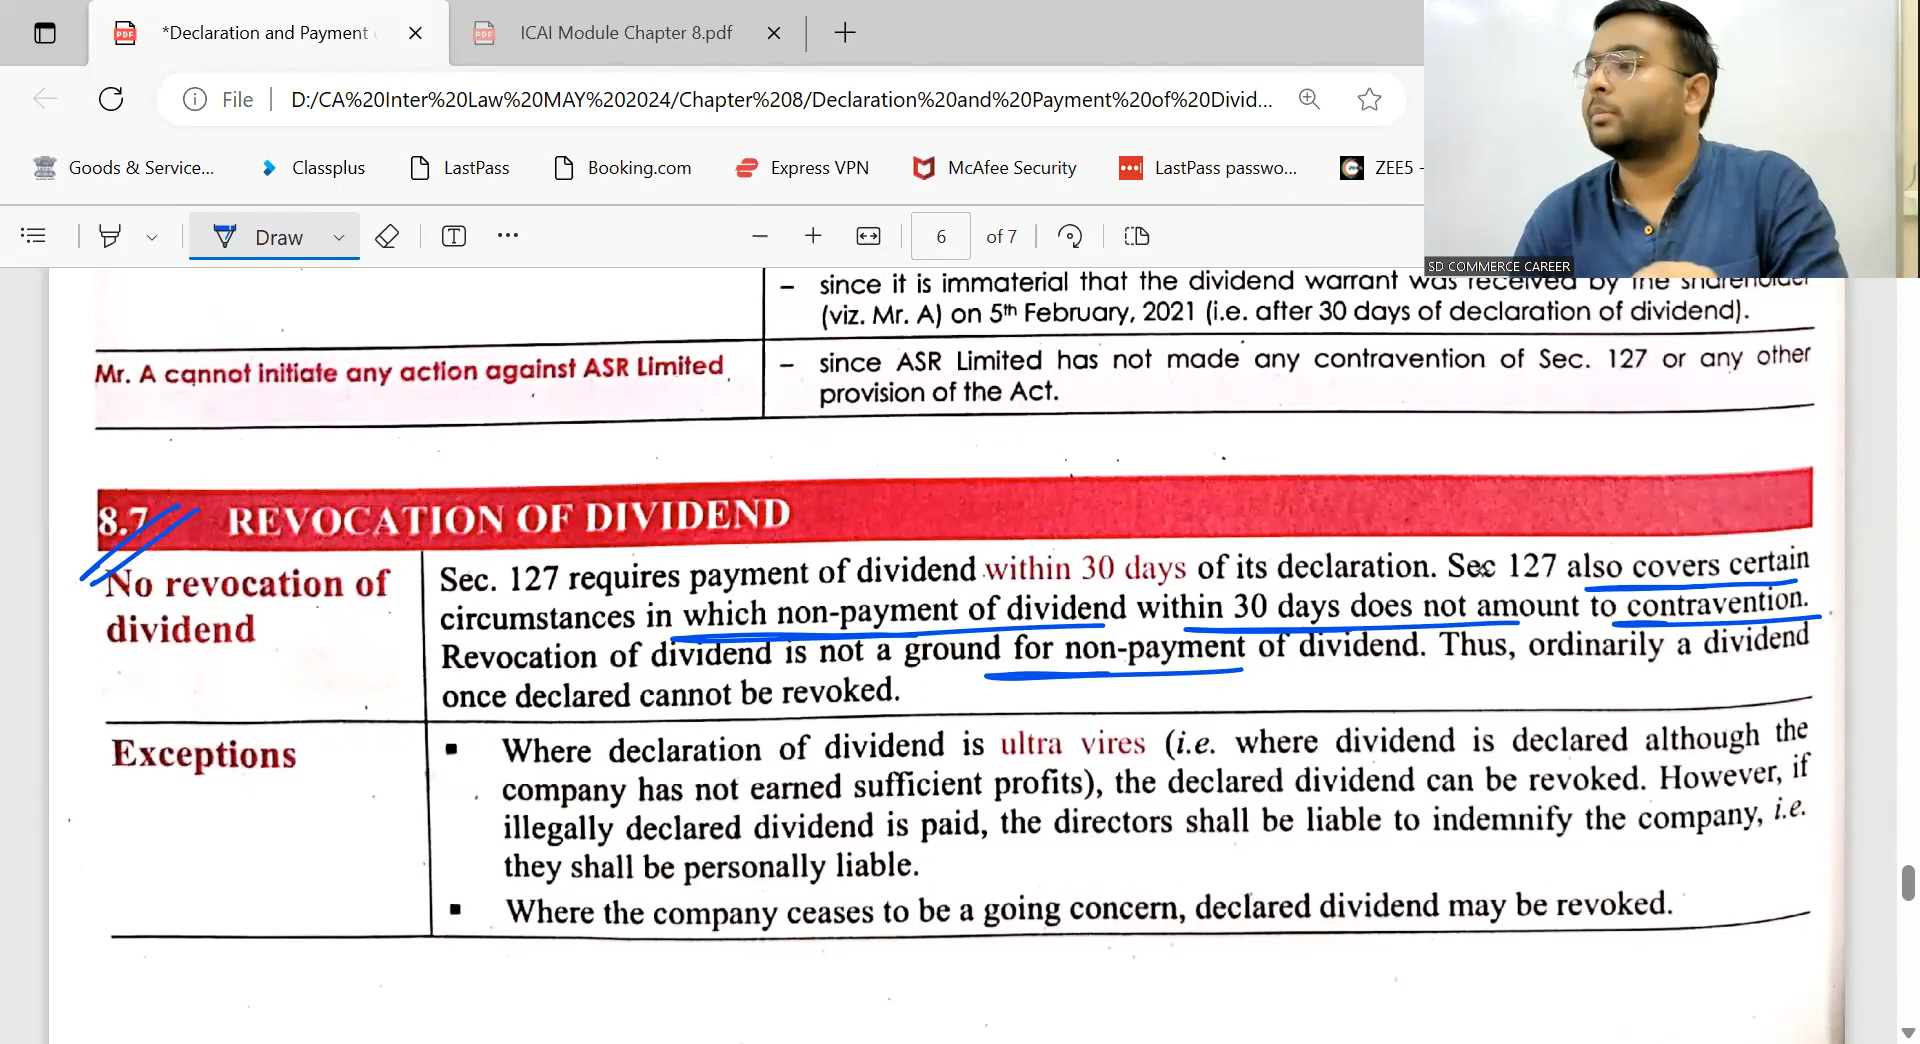 *Declaration and Payment
ICAI Module Chapter 8.pdf
File
D:/CA%20Inter%20Law%20MAY%202024/Chapter%208/Declaration%20and%20Payment%20of%20Divid...
Goods & Service...
Classplus
LastPass
Booking.com
Express VPN
McAfee Security
LastPass passwo...
ZEE5 -
Draw
6
of 7
SD COMMERCE CAREER
– since it is immaterial that the dividend warrant was received by the shareholder
(viz. Mr. A) on 5th February, 2021 (i.e. after 30 days of declaration of dividend).
Mr. A cannot initiate any action against ASR Limited
– since ASR Limited has not made any contravention of Sec. 127 or any other
provision of the Act.
8.7 REVOCATION OF DIVIDEND
No revocation of
dividend
Sec. 127 requires payment of dividend within 30 days of its declaration. Sec 127 also covers certain
circumstances in which non-payment of dividend within 30 days does not amount to contravention.
Revocation of dividend is not a ground for non-payment of dividend. Thus, ordinarily a dividend
once declared cannot be revoked.
Exceptions
▪ Where declaration of dividend is ultra vires (i.e. where dividend is declared although the
company has not earned sufficient profits), the declared dividend can be revoked. However, if
illegally declared dividend is paid, the directors shall be liable to indemnify the company, i.e.
they shall be personally liable.
▪ Where the company ceases to be a going concern, declared dividend may be revoked.